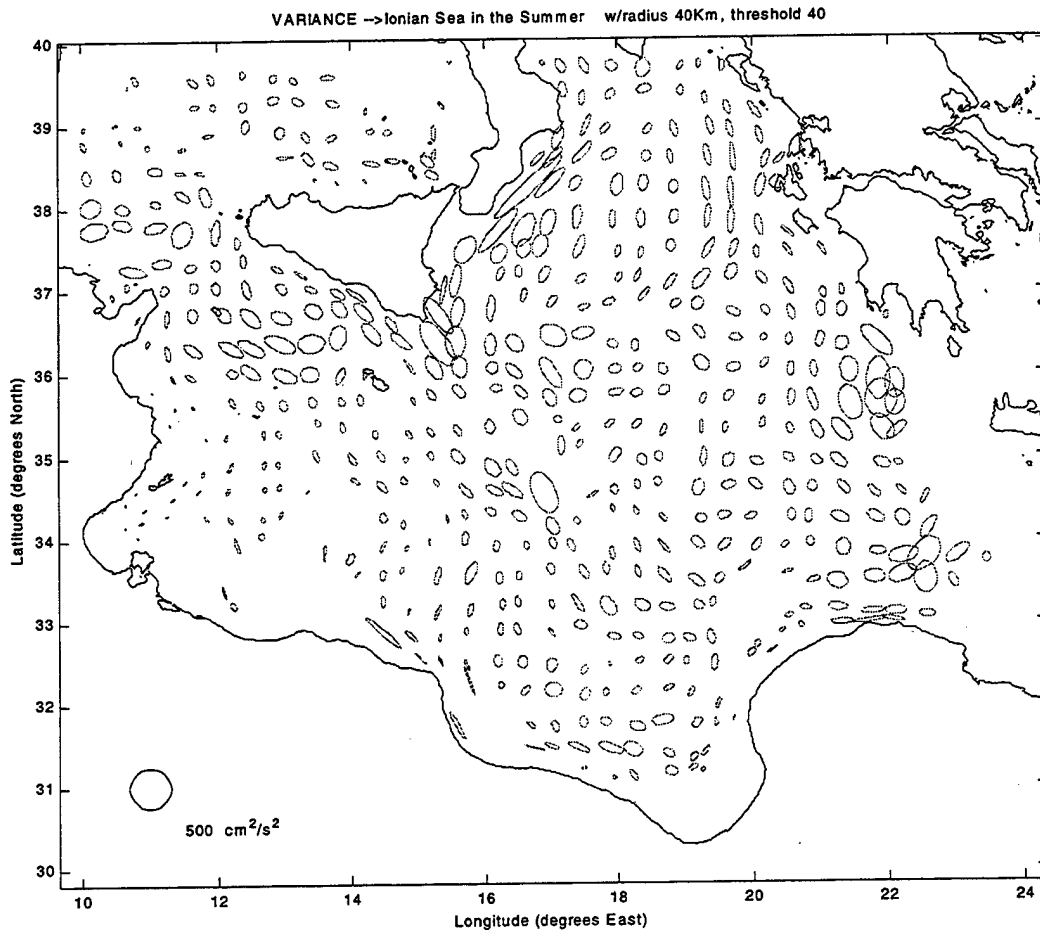 VARIANCE -->Ionian Sea in the Summer w/radius 40Km, threshold 40
40
39
38
37
36
35
34
33
32
31
30
Latitude (degrees North)
500 cm²/s²
10 12 14 16 18 20 22 24
Longitude (degrees East)